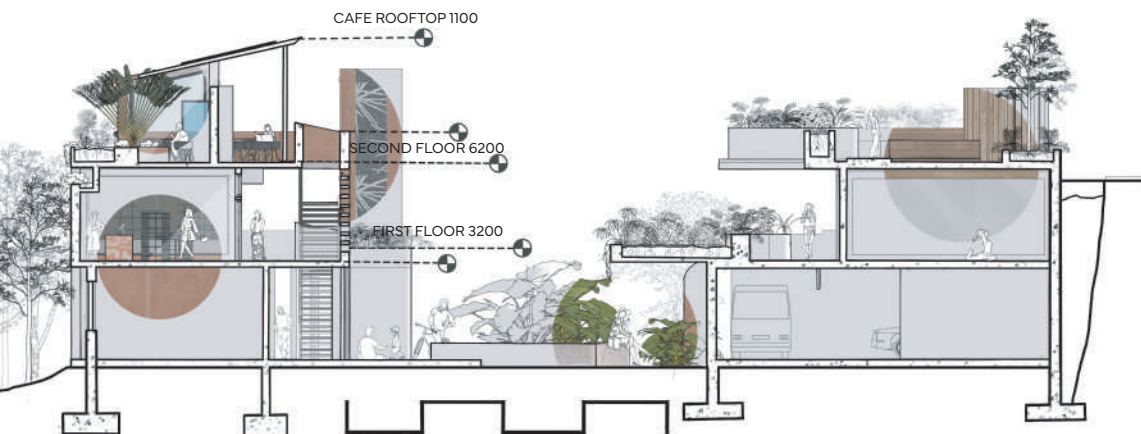 CAFE ROOFTOP 1100
SECOND FLOOR 6200
FIRST FLOOR 3200